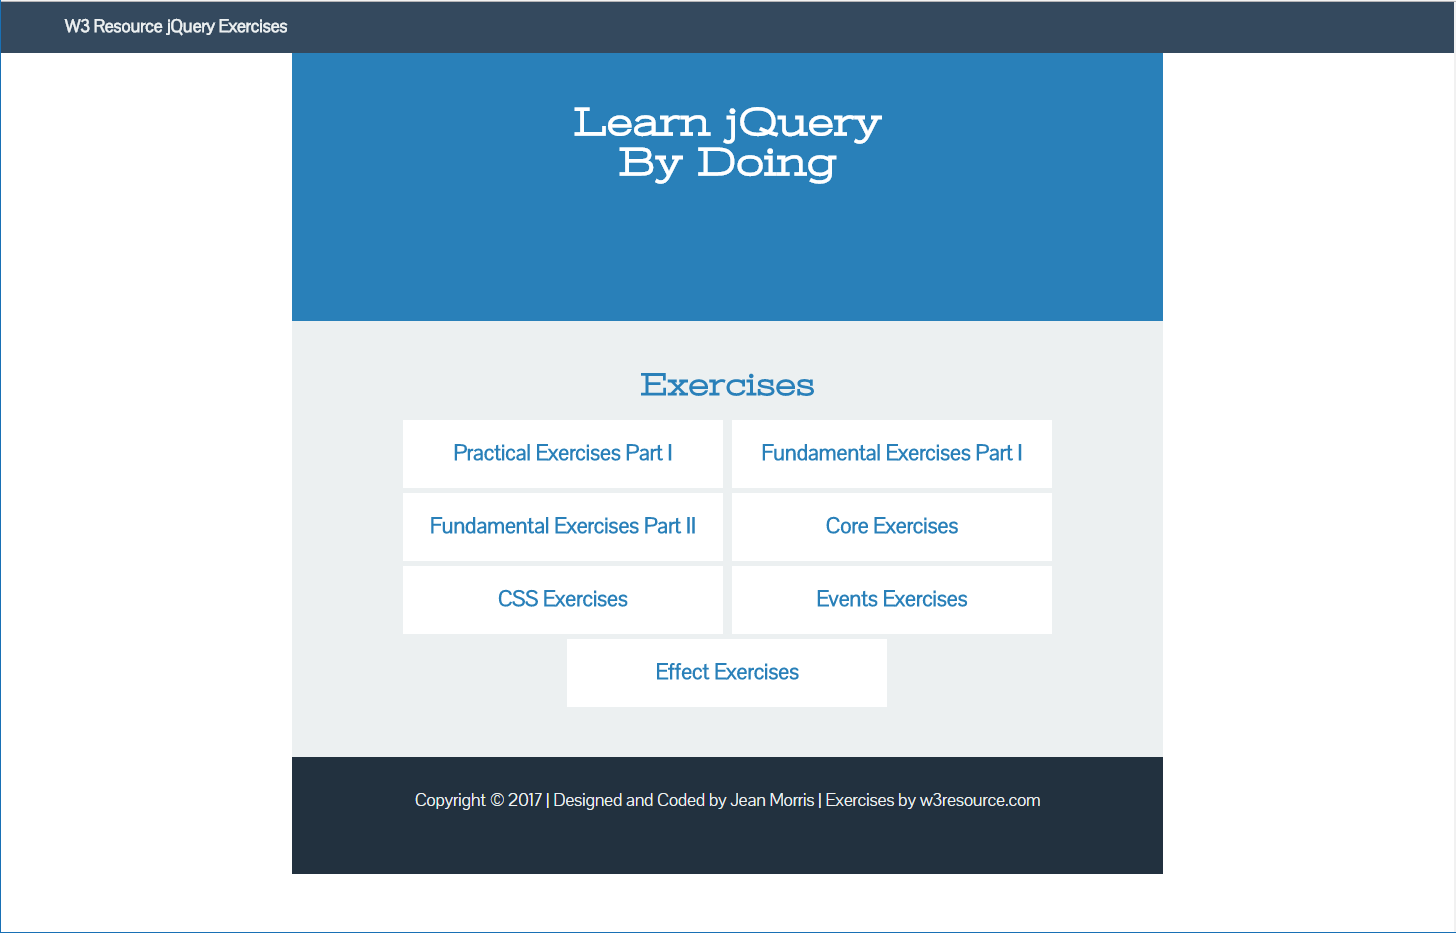 W3 Resource jQuery Exercises
Learn jQuery
By Doing
Exercises
Practical Exercises Part I
Fundamental Exercises Part I
Fundamental Exercises Part II
Core Exercises
CSS Exercises
Events Exercises
Effect Exercises
Copyright © 2017 | Designed and Coded by Jean Morris | Exercises by w3resource.com